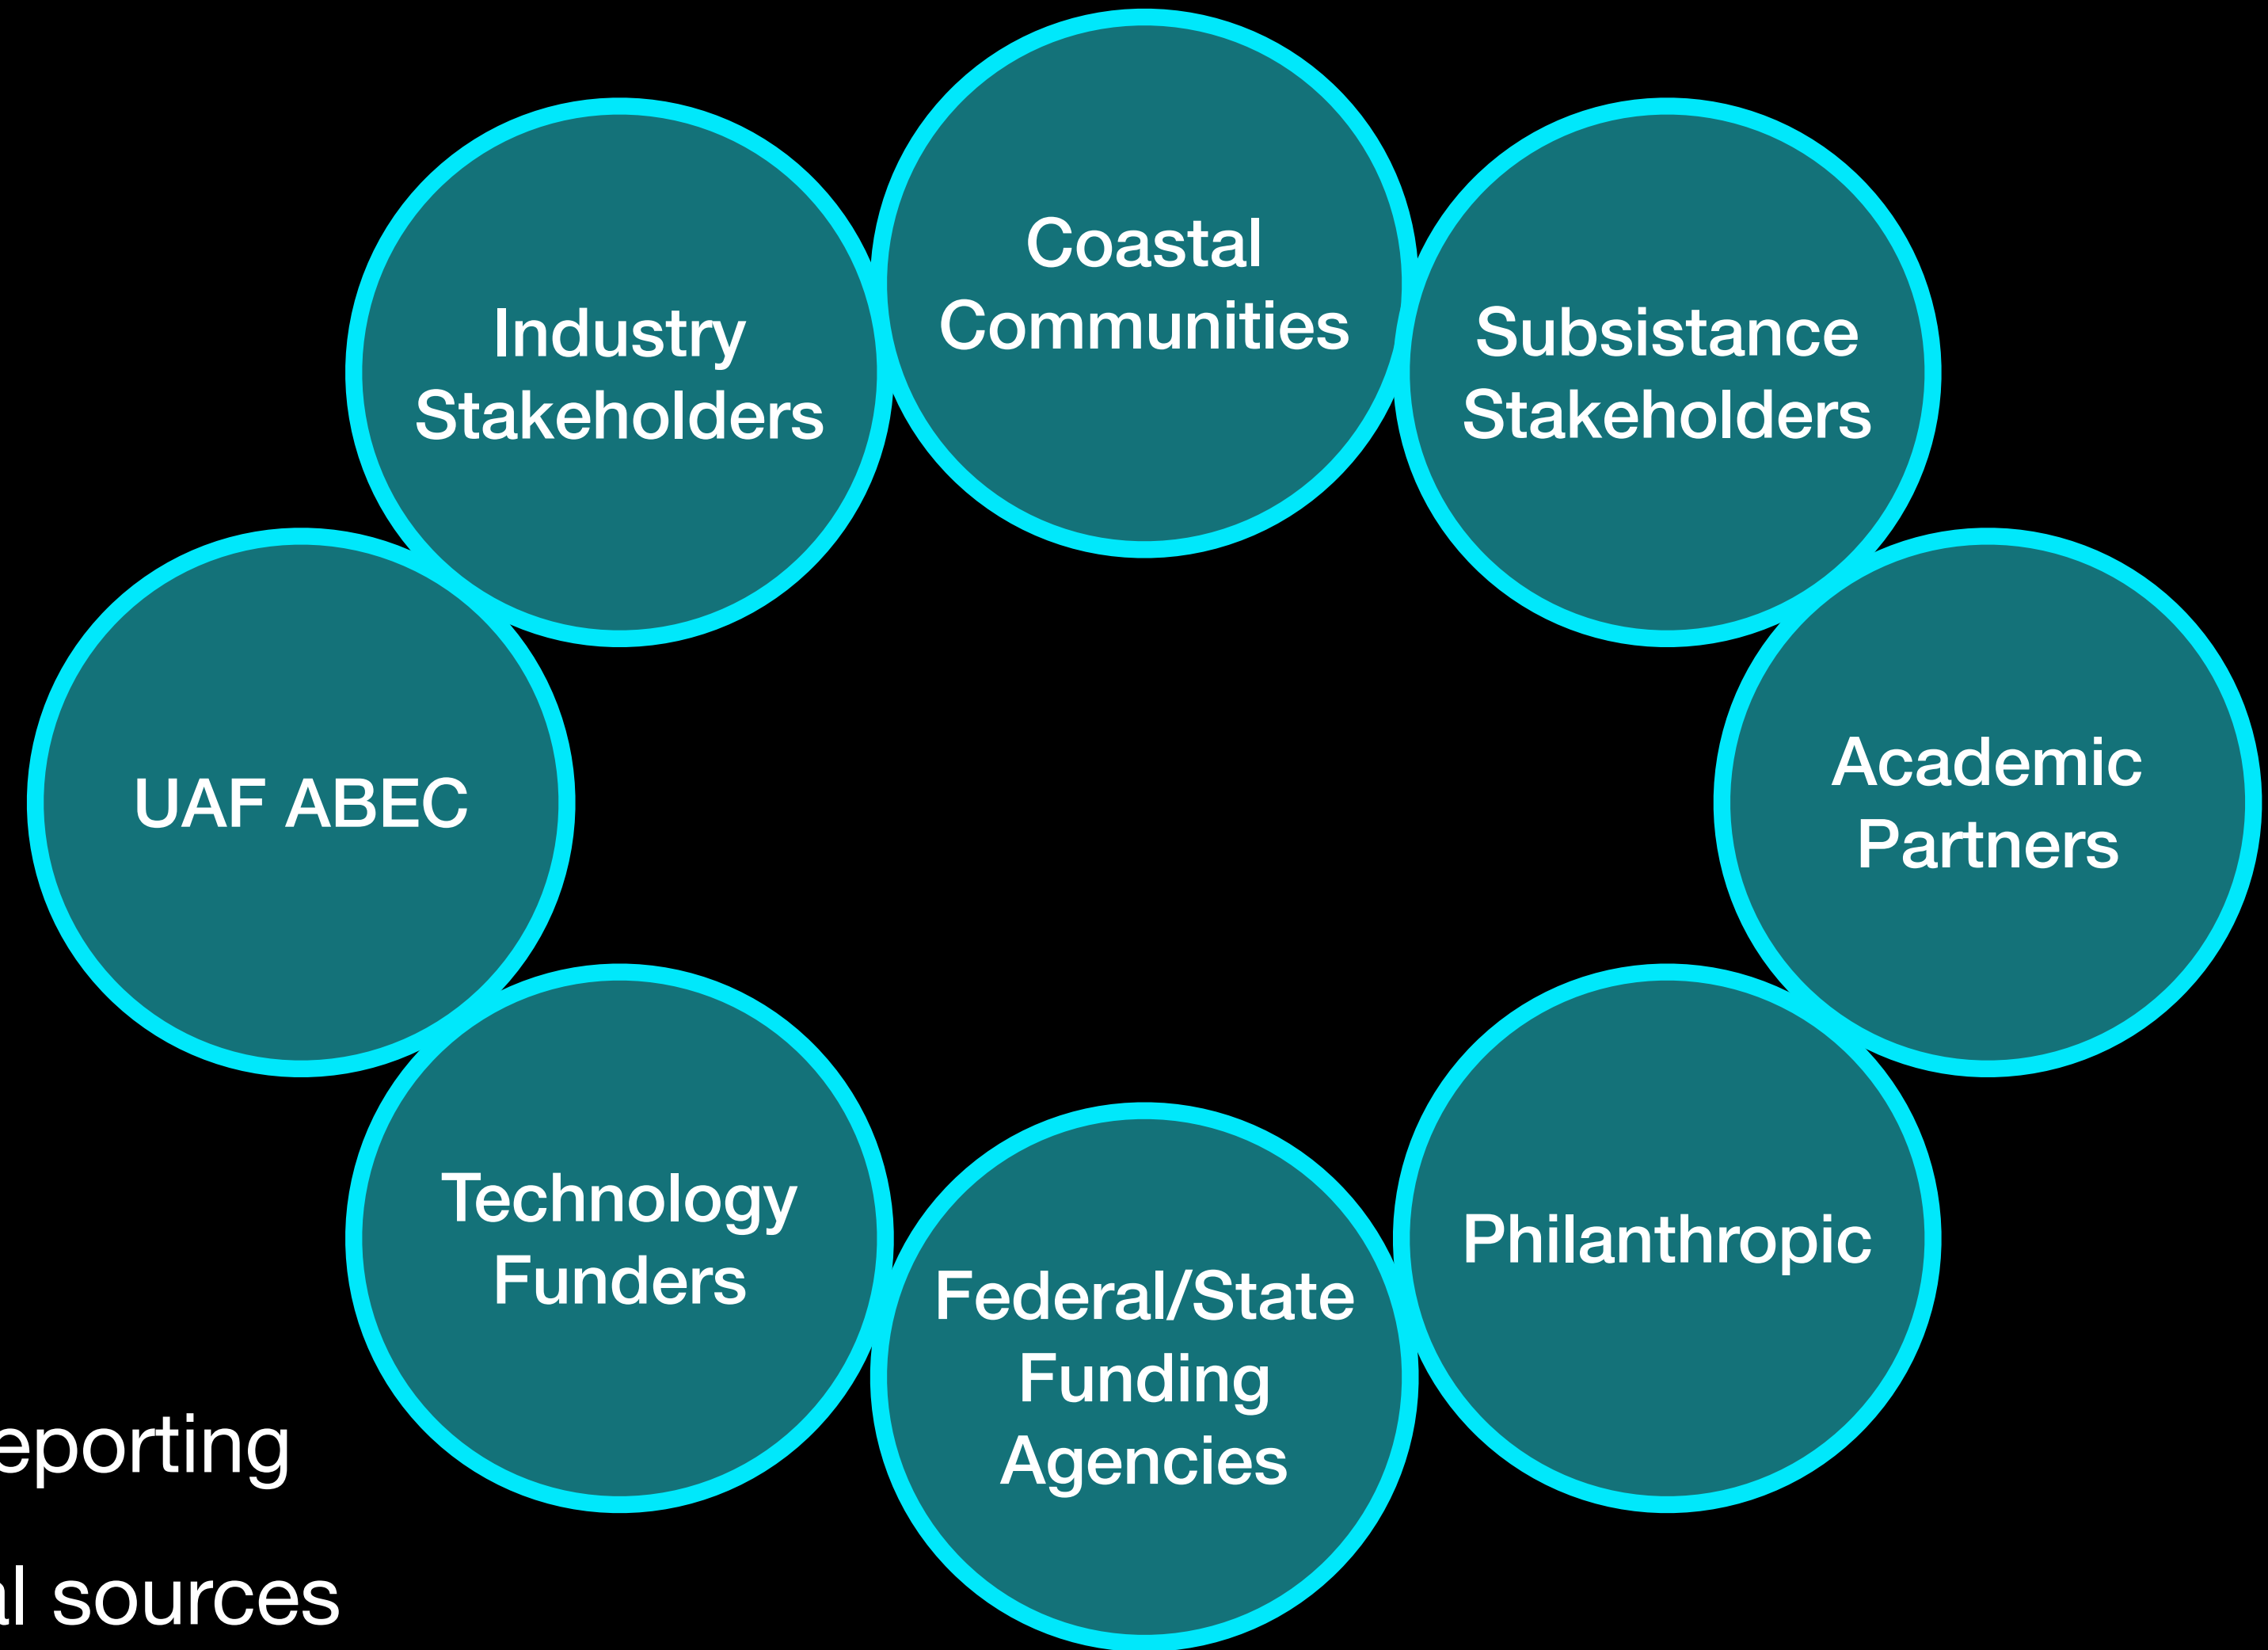 Coastal
Communities
Industry
Stakeholders
Subsistance
Stakeholders
UAF ABEC
Academic
Partners
Technology
Funders
Federal/State
Funding
Agencies
Philanthropic
eporting
l sources